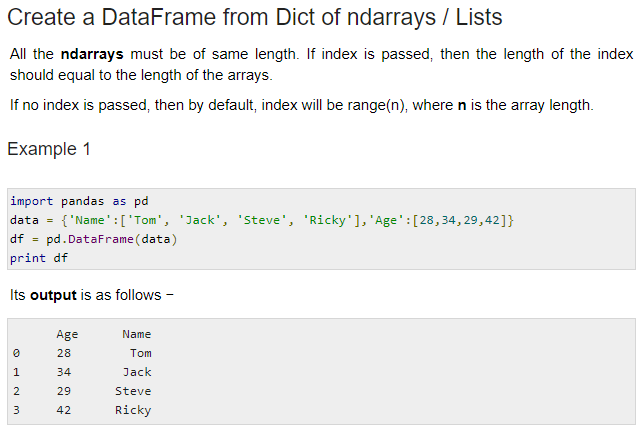 Create a DataFrame from Dict of ndarrays / Lists
All the ndarrays must be of same length. If index is passed, then the length of the index
should equal to the length of the arrays.
If no index is passed, then by default, index will be range(n), where n is the array length.
Example 1
import pandas as pd
data = {'Name':['Tom', 'Jack', 'Steve', 'Ricky'],'Age':[28,34,29,42]}
df = pd.DataFrame(data)
print df
Its output is as follows −
Age Name
0 28 Tom
1 34 Jack
2 29 Steve
3 42 Ricky